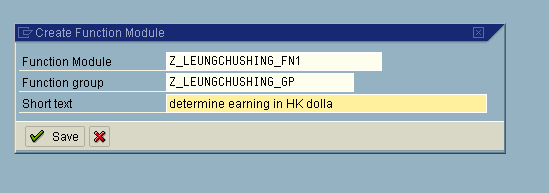 Create Function Module
Function Module Z_LEUNGCHUSHING_FN1
Function group Z_LEUNGCHUSHING_GP
Short text determine earning in HK dolla
Save